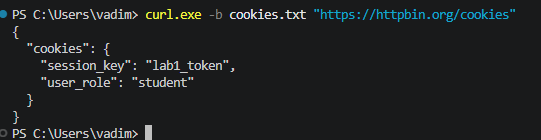 PS C:\Users\vadim> curl.exe -b cookies.txt "https://httpbin.org/cookies"
{
  "cookies": {
    "session_key": "lab1_token",
    "user_role": "student"
  }
}
PS C:\Users\vadim>